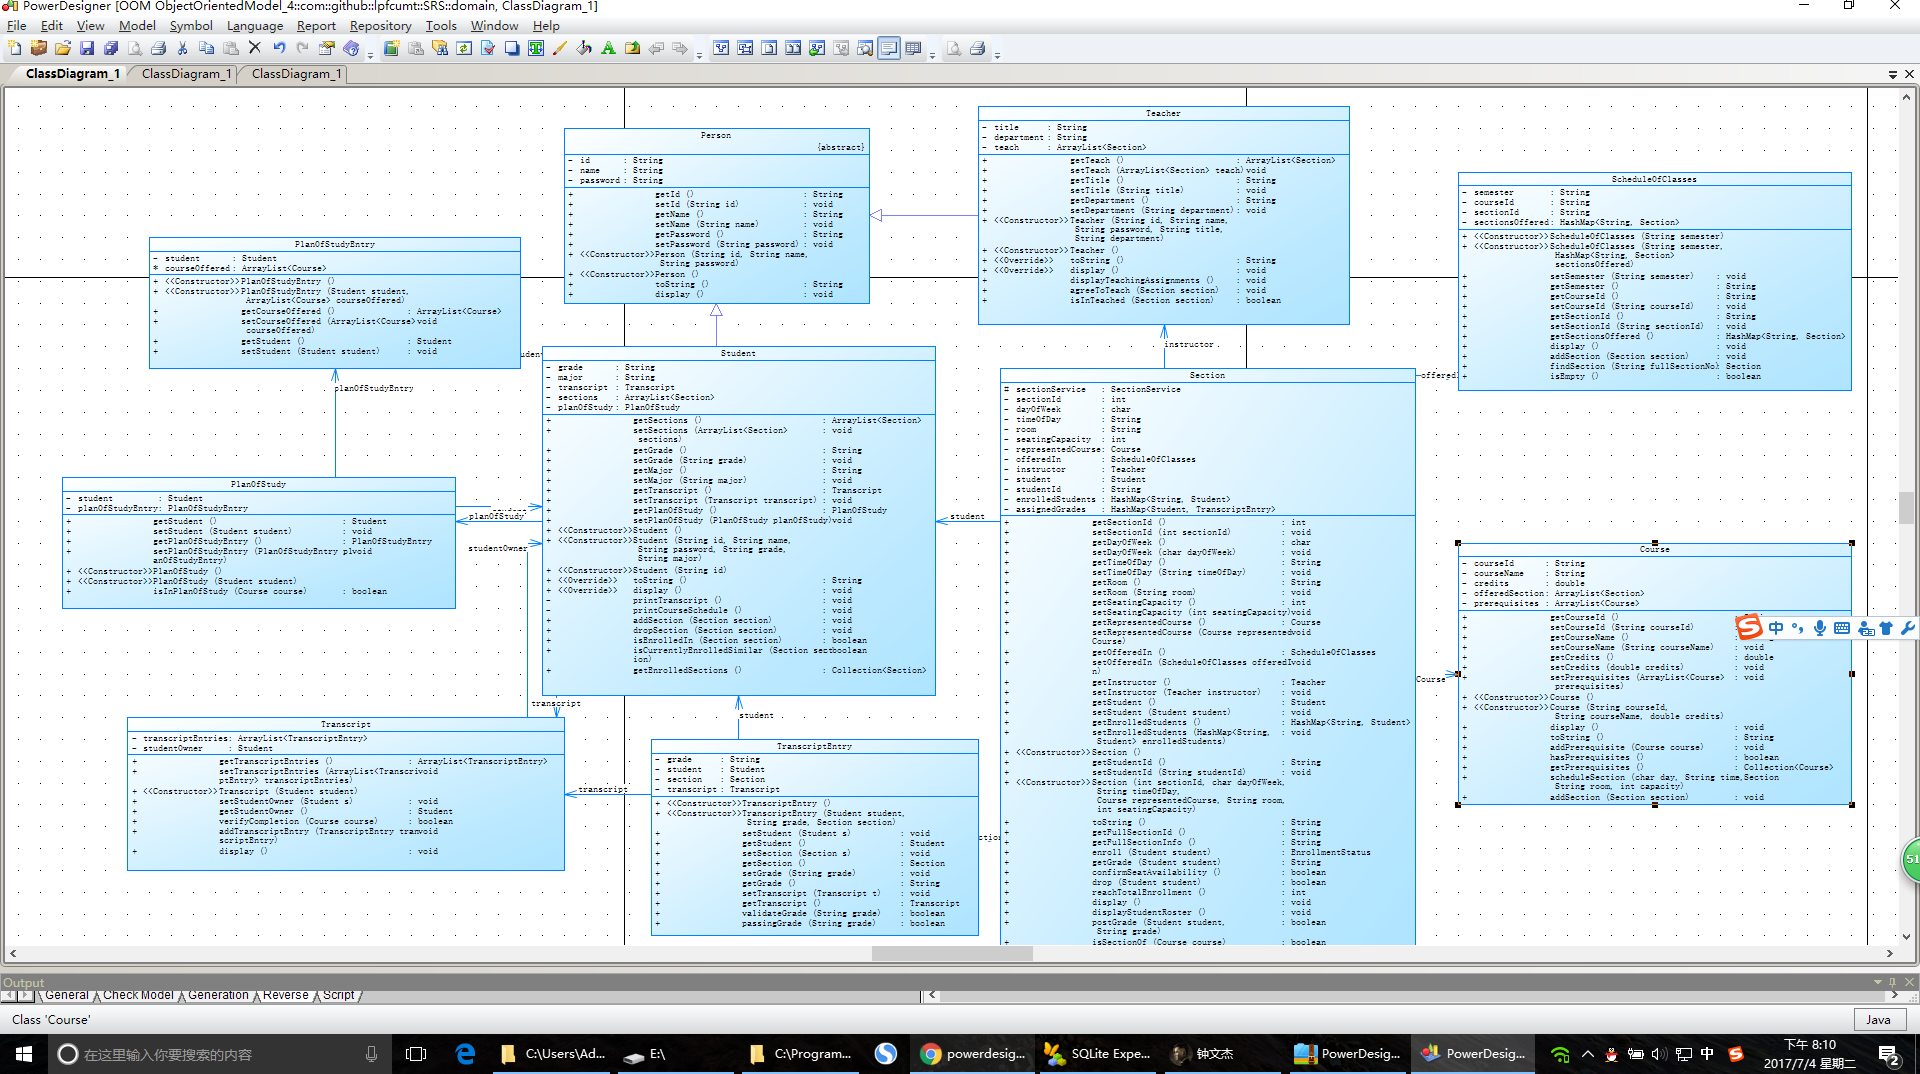 PowerDesigner [OOM ObjectOrientedModel_4::com::github::lpfcumt::SRS::domain, ClassDiagram_1]
File Edit View Model Symbol Language Report Repository Tools Window Help
ClassDiagram_1 ClassDiagram_1 ClassDiagram_1
Person
{abstract}
- id : String
- name : String
- password : String
+ getId () : String
+ setId (String id) : void
+ getName () : String
+ setName (String name) : void
+ getPassword () : String
+ setPassword (String password) : void
+ <<Constructor>> Person (String id, String name,
String password)
+ <<Constructor>> Person ()
+ toString () : String
+ display () : void
Teacher
- title : String
- department : String
- teach : ArrayList<Section>
+ getTeach () : ArrayList<Section>
+ setTeach (ArrayList<Section> teach) void
+ getTitle () : String
+ setTitle (String title) : void
+ getDepartment () : String
+ setDepartment (String department) : void
+ <<Constructor>> Teacher (String id, String name,
String password, String title,
String department)
+ <<Constructor>> Teacher ()
+ <<Override>> toString () : String
+ <<Override>> display () : void
+ displayTeachingAssignments () : void
+ agreeToTeach (Section section) : void
+ isInTeached (Section section) : boolean
ScheduleOfClasses
- semester : String
- courseId : String
- sectionId : String
- sectionsOffered : HashMap<String, Section>
+ <<Constructor>> ScheduleOfClasses (String semester)
+ <<Constructor>> ScheduleOfClasses (String semester,
HashMap<String, Section>
sectionsOffered)
+ setSemester (String semester) : void
+ getSemester () : String
+ getCourseId () : String
+ setCourseId (String courseId) : void
+ getSectionId () : String
+ setSectionId (String sectionId) : void
+ getSectionsOffered () : HashMap<String, Section>
+ display () : void
+ addSection (Section section) : void
+ findSection (String fullSectionNo) : Section
+ isEmpty () : boolean
PlanOfStudyEntry
- student : Student
* courseOffered : ArrayList<Course>
+ <<Constructor>> PlanOfStudyEntry ()
+ <<Constructor>> PlanOfStudyEntry (Student student,
ArrayList<Course> courseOffered)
+ getCourseOffered () : ArrayList<Course>
+ setCourseOffered (ArrayList<Course> void
courseOffered)
+ getStudent () : Student
+ setStudent (Student student) : void
udent
planOfStudyEntry
instructor
offered
Student
- grade : String
- major : String
- transcript : Transcript
- sections : ArrayList<Section>
- planOfStudy : PlanOfStudy
+ getSections () : ArrayList<Section>
+ setSections (ArrayList<Section> : void
sections)
+ getGrade () : String
+ setGrade (String grade) : void
+ getMajor () : String
+ setMajor (String major) : void
+ getTranscript () : Transcript
+ setTranscript (Transcript transcript) : void
+ getPlanOfStudy () : PlanOfStudy
+ setPlanOfStudy (PlanOfStudy planOfStudy) void
+ <<Constructor>> Student ()
+ <<Constructor>> Student (String id, String name,
String password, String grade,
String major)
+ <<Constructor>> Student (String id)
+ <<Override>> toString () : String
+ <<Override>> display () : void
- printTranscript () : void
+ printCourseSchedule () : void
+ addSection (Section section) : void
+ dropSection (Section section) : void
+ isEnrolledIn (Section section) : boolean
+ isCurrentlyEnrolledSimilar (Section sect boolean
ion)
+ getEnrolledSections () : Collection<Section>
Section
# sectionService : SectionService
- sectionId : int
- dayOfWeek : char
- timeOfDay : String
- room : String
- seatingCapacity : int
- representedCourse : Course
- offeredIn : ScheduleOfClasses
- instructor : Teacher
- student : Student
- studentId : String
- enrolledStudents : HashMap<String, Student>
- assignedGrades : HashMap<Student, TranscriptEntry>
+ getSectionId () : int
+ setSectionId (int sectionId) : void
+ getDayOfWeek () : char
+ setDayOfWeek (char dayOfWeek) : void
+ getTimeOfDay () : String
+ setTimeOfDay (String timeOfDay) : void
+ getRoom () : String
+ setRoom (String room) : void
+ getSeatingCapacity () : int
+ setSeatingCapacity (int seatingCapacity) void
+ getRepresentedCourse () : Course
+ setRepresentedCourse (Course represented void
Course)
+ getOfferedIn () : ScheduleOfClasses
+ setOfferedIn (ScheduleOfClasses offeredI void
n)
+ getInstructor () : Teacher
+ setInstructor (Teacher instructor) : void
+ getStudent () : Student
+ setStudent (Student student) : void
+ getEnrolledStudents () : HashMap<String, Student>
+ setEnrolledStudents (HashMap<String, : void
Student> enrolledStudents)
+ <<Constructor>> Section ()
+ getStudentId () : String
+ setStudentId (String studentId) : void
+ <<Constructor>> Section (int sectionId, char dayOfWeek,
String timeOfDay,
Course representedCourse, String room,
int seatingCapacity)
+ toString () : String
+ getFullSectionId () : String
+ getFullSectionInfo () : String
+ enroll (Student student) : EnrollmentStatus
+ getGrade (Student student) : String
+ confirmSeatAvailability () : boolean
+ drop (Student student) : boolean
+ reachTotalEnrollment () : int
+ display () : void
+ displayStudentRoster () : void
+ postGrade (Student student, : boolean
String grade)
+ isSectionOf (Course course) : boolean
PlanOfStudy
- student : Student
- planOfStudyEntry : PlanOfStudyEntry
+ getStudent () : Student
+ setStudent (Student student) : void
+ getPlanOfStudyEntry () : PlanOfStudyEntry
+ setPlanOfStudyEntry (PlanOfStudyEntry pl void
anOfStudyEntry)
+ <<Constructor>> PlanOfStudy ()
+ <<Constructor>> PlanOfStudy (Student student)
+ isInPlanOfStudy (Course course) : boolean
planOfStudy
studentOwner
student
Course
Course
- courseId : String
- courseName : String
- credits : double
- offeredSection : ArrayList<Section>
- prerequisites : ArrayList<Course>
+ getCourseId ()
+ setCourseId (String courseId)
+ getCourseName ()
+ setCourseName (String courseName) : void
+ getCredits () : double
+ setCredits (double credits) : void
+ setPrerequisites (ArrayList<Course> : void
prerequisites)
+ <<Constructor>> Course ()
+ <<Constructor>> Course (String courseId,
String courseName, double credits)
+ display () : void
+ toString () : String
+ addPrerequisite (Course course) : void
+ hasPrerequisites () : boolean
+ getPrerequisites () : Collection<Course>
+ scheduleSection (char day, String time, Section
String room, int capacity)
+ addSection (Section section) : void
中
51
transcript
student
transcript
ction
Transcript
- transcriptEntries : ArrayList<TranscriptEntry>
- studentOwner : Student
+ getTranscriptEntries () : ArrayList<TranscriptEntry>
+ setTranscriptEntries (ArrayList<Transcri void
ptEntry> transcriptEntries)
+ <<Constructor>> Transcript (Student student)
+ setStudentOwner (Student s) : void
+ getStudentOwner () : Student
+ verifyCompletion (Course course) : boolean
+ addTranscriptEntry (TranscriptEntry tran void
scriptEntry)
+ display () : void
TranscriptEntry
- grade : String
- student : Student
- section : Section
- transcript : Transcript
+ <<Constructor>> TranscriptEntry ()
+ <<Constructor>> TranscriptEntry (Student student,
String grade, Section section)
+ setStudent (Student s) : void
+ getStudent () : Student
+ setSection (Section s) : void
+ getSection () : Section
+ setGrade (String grade) : void
+ getGrade () : String
+ setTranscript (Transcript t) : void
+ getTranscript () : Transcript
+ validateGrade (String grade) : boolean
+ passingGrade (String grade) : boolean
Output
General Check Model Generation Reverse Script
Class 'Course'
Java
在这里输入你要搜索的内容
C:\Users\Ad...
E:\
C:\Program...
powerdesig...
SQLite Expe...
钟文杰
PowerDesig...
PowerDesig...
中
下午 8:10
2017/7/4 星期二
2